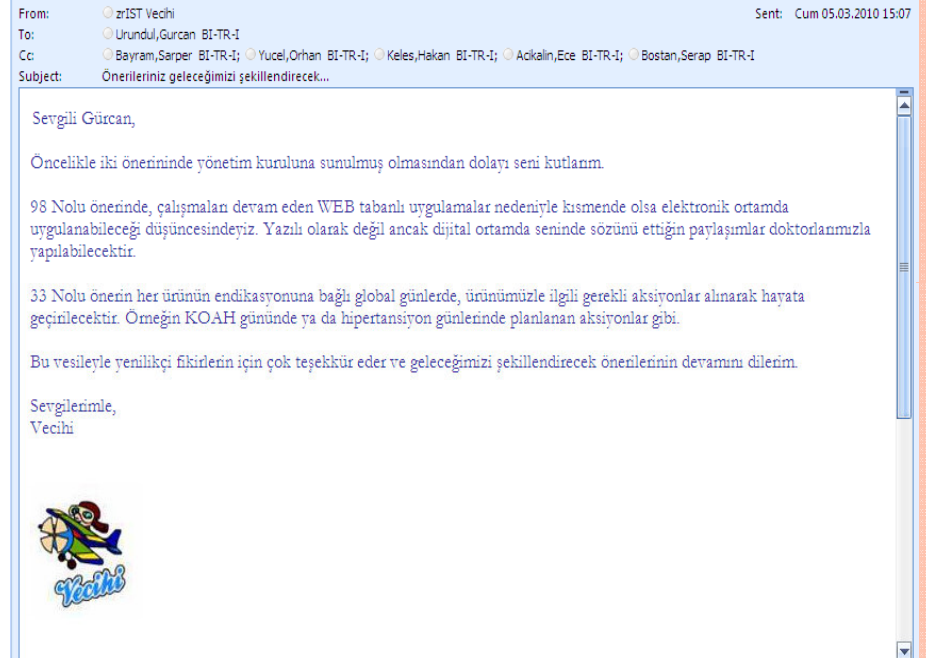 From: zrIST Vecihi Sent: Cum 05.03.2010 15:07
To: Urundul,Gurcan BI-TR-I
Cc: Bayram,Sarper BI-TR-I; Yucel,Orhan BI-TR-I; Keles,Hakan BI-TR-I; Acikalin,Ece BI-TR-I; Bostan,Serap BI-TR-I
Subject: Önerileriniz geleceğimizi şekillendirecek...
Sevgili Gürcan,
Öncelikle iki önerininde yönetim kuruluna sunulmuş olmasından dolayı seni kutlarım.
98 Nolu önerinde, çalışmaları devam eden WEB tabanlı uygulamalar nedeniyle kısmende olsa elektronik ortamda
uygulanabileceği düşüncesindeyiz. Yazılı olarak değil ancak dijital ortamda seninde sözünü ettiğin paylaşımlar doktorlarımızla
yapılabilecektir.
33 Nolu önerin her ürünün endikasyonuna bağlı global günlerde, ürünümüzle ilgili gerekli aksiyonlar alınarak hayata
geçirilecektir. Örneğin KOAH gününde ya da hipertansiyon günlerinde planlanan aksiyonlar gibi.
Bu vesileyle yenilikçi fikirlerin için çok teşekkür eder ve geleceğimizi şekillendirecek önerilerinin devamını dilerim.
Sevgilerimle,
Vecihi
Vecihi